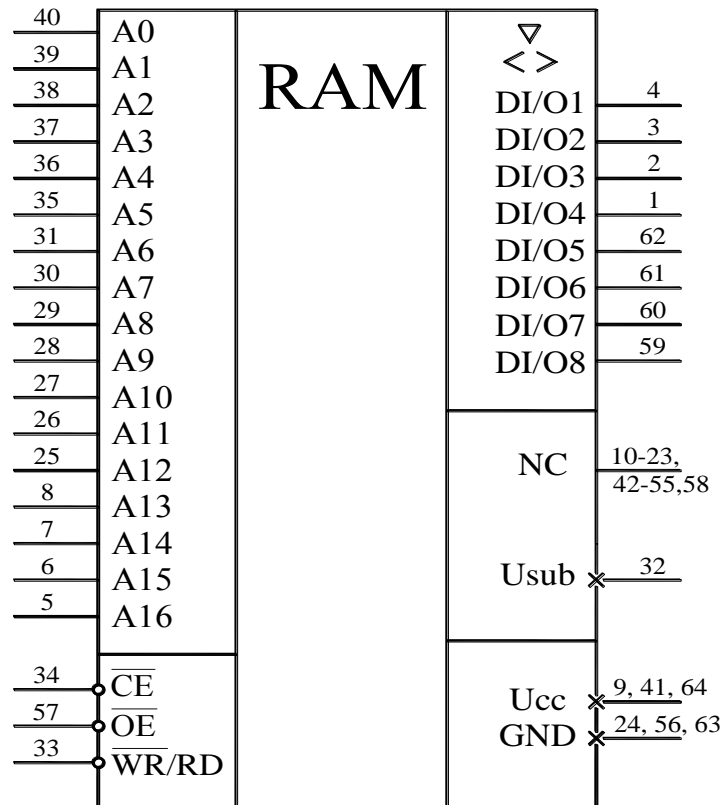 40 A0
39 A1
38 A2
37 A3
36 A4
35 A5
31 A6
30 A7
29 A8
28 A9
27 A10
26 A11
25 A12
8 A13
7 A14
6 A15
5 A16
34 CE
57 OE
33 WR/RD
RAM
< >
DI/O1 4
DI/O2 3
DI/O3 2
DI/O4 1
DI/O5 62
DI/O6 61
DI/O7 60
DI/O8 59
NC 10-23,
42-55,58
Usub 32
Ucc 9, 41, 64
GND 24, 56, 63